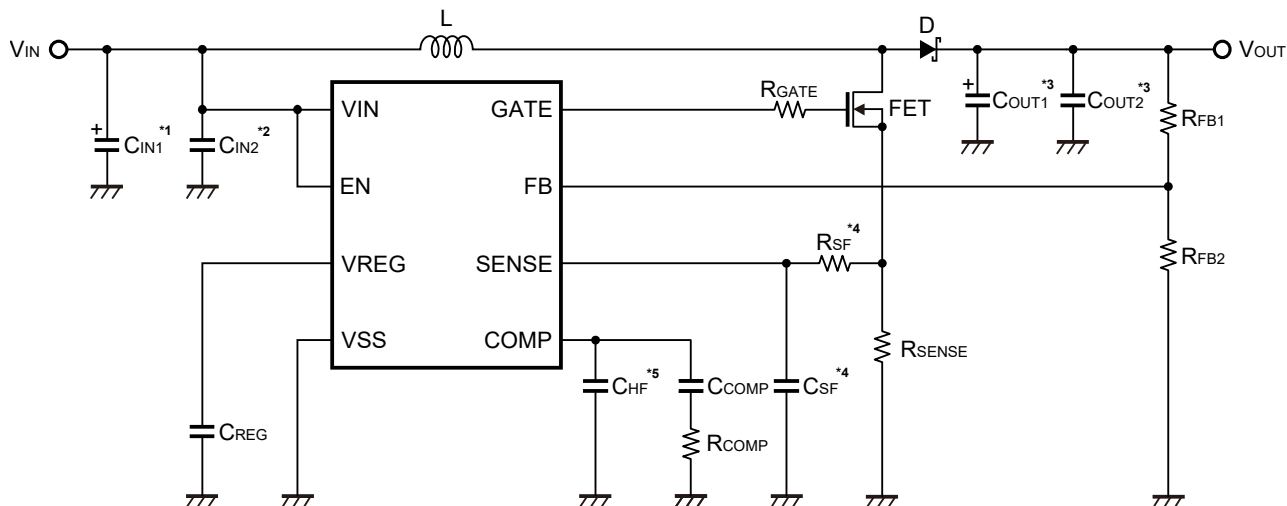 L
D
VIN
VOUT
VIN
GATE
RGATE
FET
COUT1*3
COUT2*3
RFB1
+
+
CIN1*1
CIN2*2
EN
FB
RSF*4
VREG
SENSE
RFB2
VSS
COMP
RSENSE
CHF*5
CCOMP
CSF*4
CREG
RCOMP